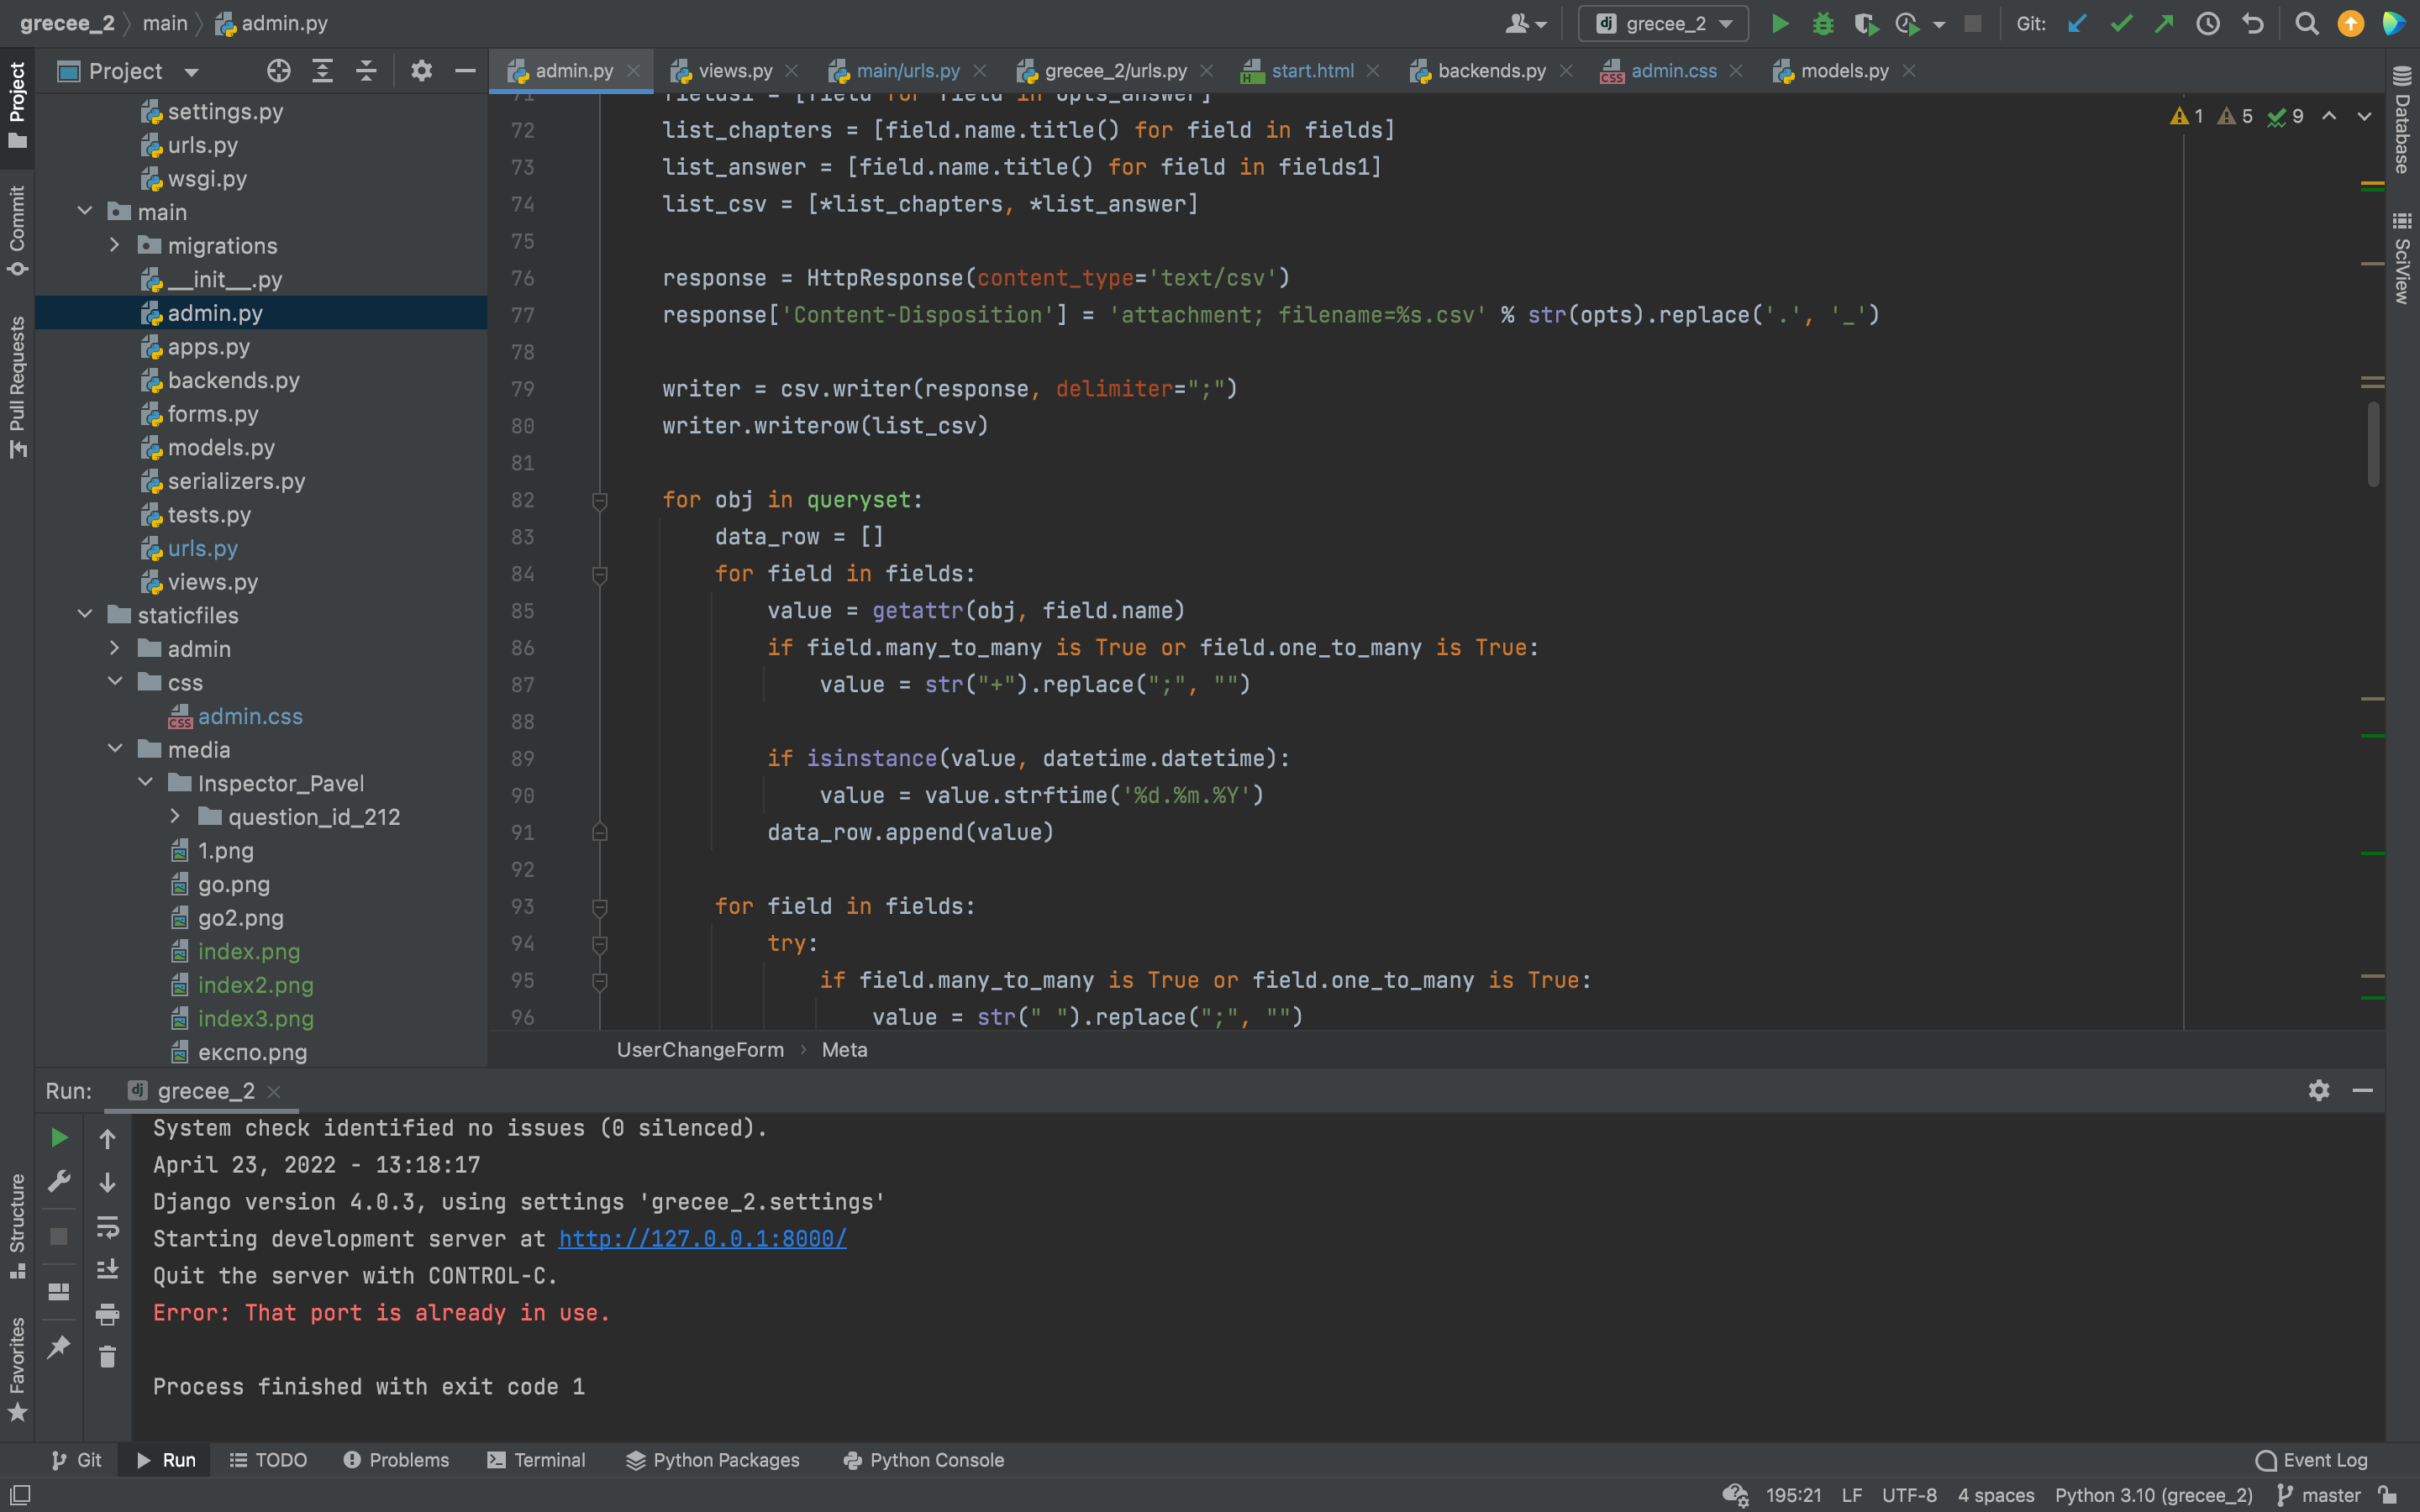 grecee_2 main admin.py
grecee_2 Git:
Project
admin.py views.py main/urls.py grecee_2/urls.py start.html backends.py admin.css models.py
Project
Commit
Pull Requests
Structure
Favorites
Database
SciView
settings.py
urls.py
wsgi.py
main
migrations
__init__.py
admin.py
apps.py
backends.py
forms.py
models.py
serializers.py
tests.py
urls.py
views.py
staticfiles
admin
css
admin.css
media
Inspector_Pavel
question_id_212
1.png
go.png
go2.png
index.png
index2.png
index3.png
експо.png
1 5 9
71 fields1 = [field for field in opts_answer]
72 list_chapters = [field.name.title() for field in fields]
73 list_answer = [field.name.title() for field in fields1]
74 list_csv = [*list_chapters, *list_answer]
75
76 response = HttpResponse(content_type='text/csv')
77 response['Content-Disposition'] = 'attachment; filename=%s.csv' % str(opts).replace('.', '_')
78
79 writer = csv.writer(response, delimiter=";")
80 writer.writerow(list_csv)
81
82 for obj in queryset:
83 data_row = []
84 for field in fields:
85 value = getattr(obj, field.name)
86 if field.many_to_many is True or field.one_to_many is True:
87 value = str("+").replace(";", "")
88
89 if isinstance(value, datetime.datetime):
90 value = value.strftime('%d.%m.%Y')
91 data_row.append(value)
92
93 for field in fields:
94 try:
95 if field.many_to_many is True or field.one_to_many is True:
96 value = str(" ").replace(";", "")
UserChangeForm Meta
Run: grecee_2
System check identified no issues (0 silenced).
April 23, 2022 - 13:18:17
Django version 4.0.3, using settings 'grecee_2.settings'
Starting development server at http://127.0.0.1:8000/
Quit the server with CONTROL-C.
Error: That port is already in use.
Process finished with exit code 1
Git Run TODO Problems Terminal Python Packages Python Console Event Log
195:21 LF UTF-8 4 spaces Python 3.10 (grecee_2) master